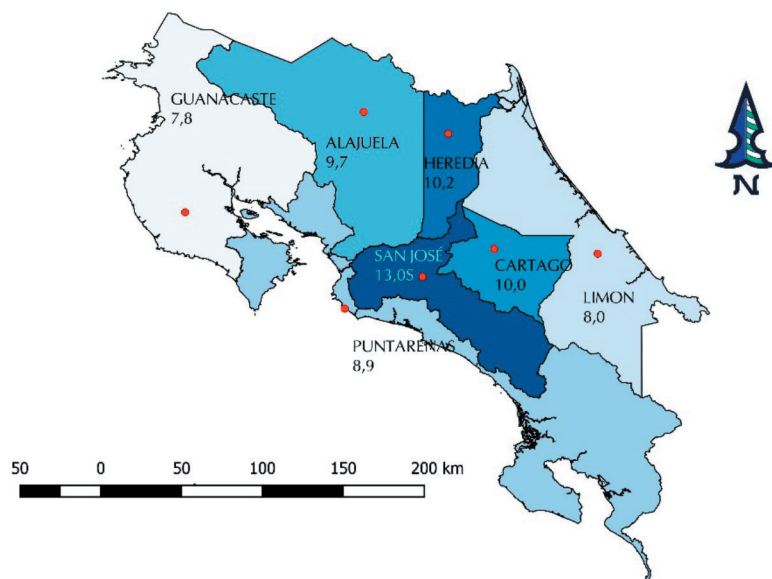 GUANACASTE
7,8
ALAJUELA
9,7
HEREDIA
10,2
SAN JOSÉ
13,0S
CARTAGO
10,0
LIMON
8,0
PUNTARENAS
8,9
N
50 0 50 100 150 200 km